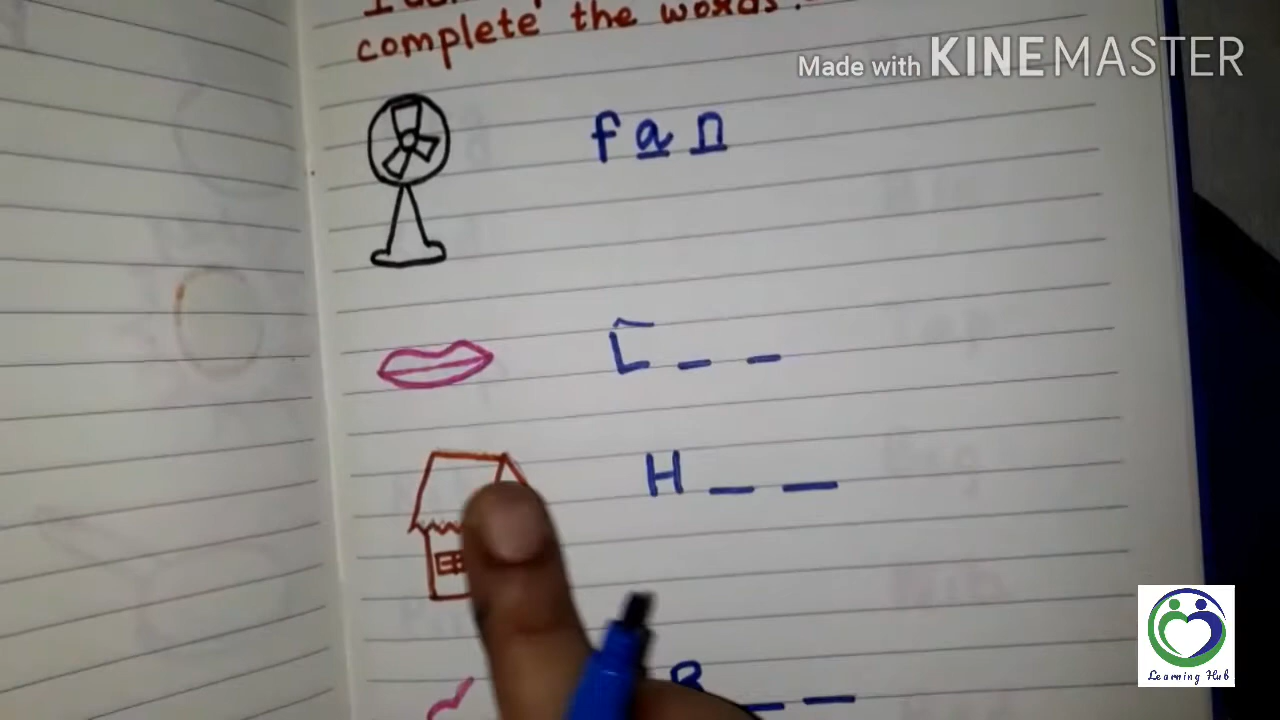 complete the words.
Made with KINEMASTER
fan
L _ _
H _ _
B _ _
Learning Hub